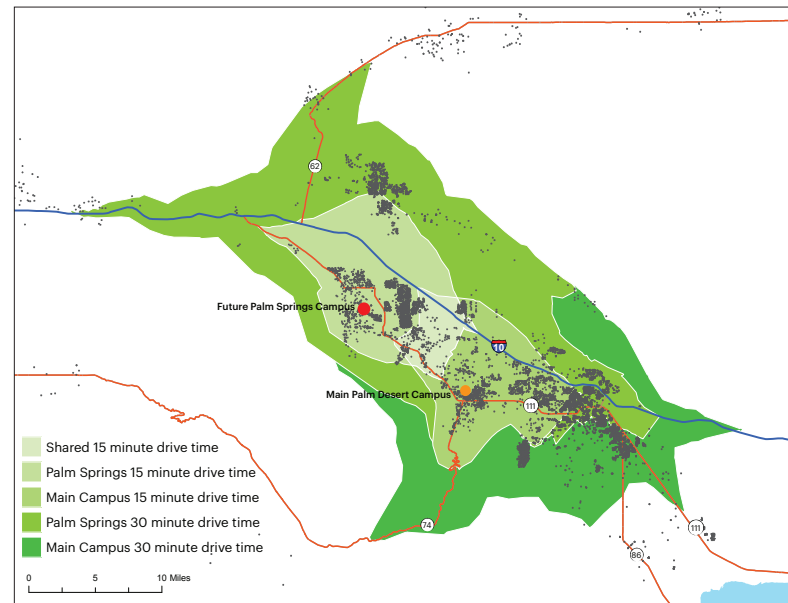 62
Future Palm Springs Campus
10
Main Palm Desert Campus
111
Shared 15 minute drive time
Palm Springs 15 minute drive time
Main Campus 15 minute drive time
Palm Springs 30 minute drive time
Main Campus 30 minute drive time
74
111
86
0 5 10 Miles